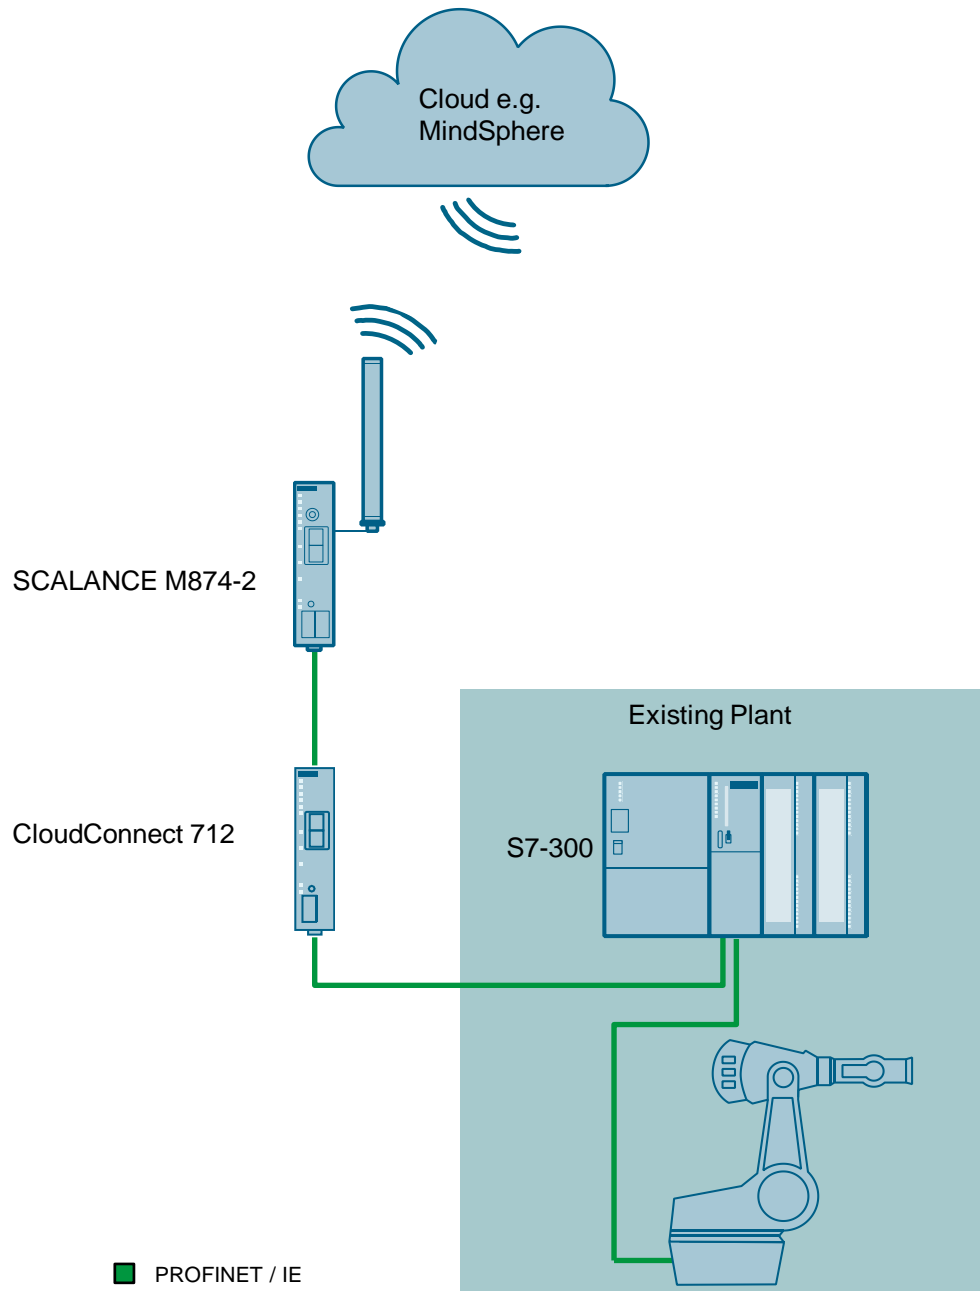 Cloud e.g.
MindSphere
SCALANCE M874-2
Existing Plant
CloudConnect 712
S7-300
PROFINET / IE